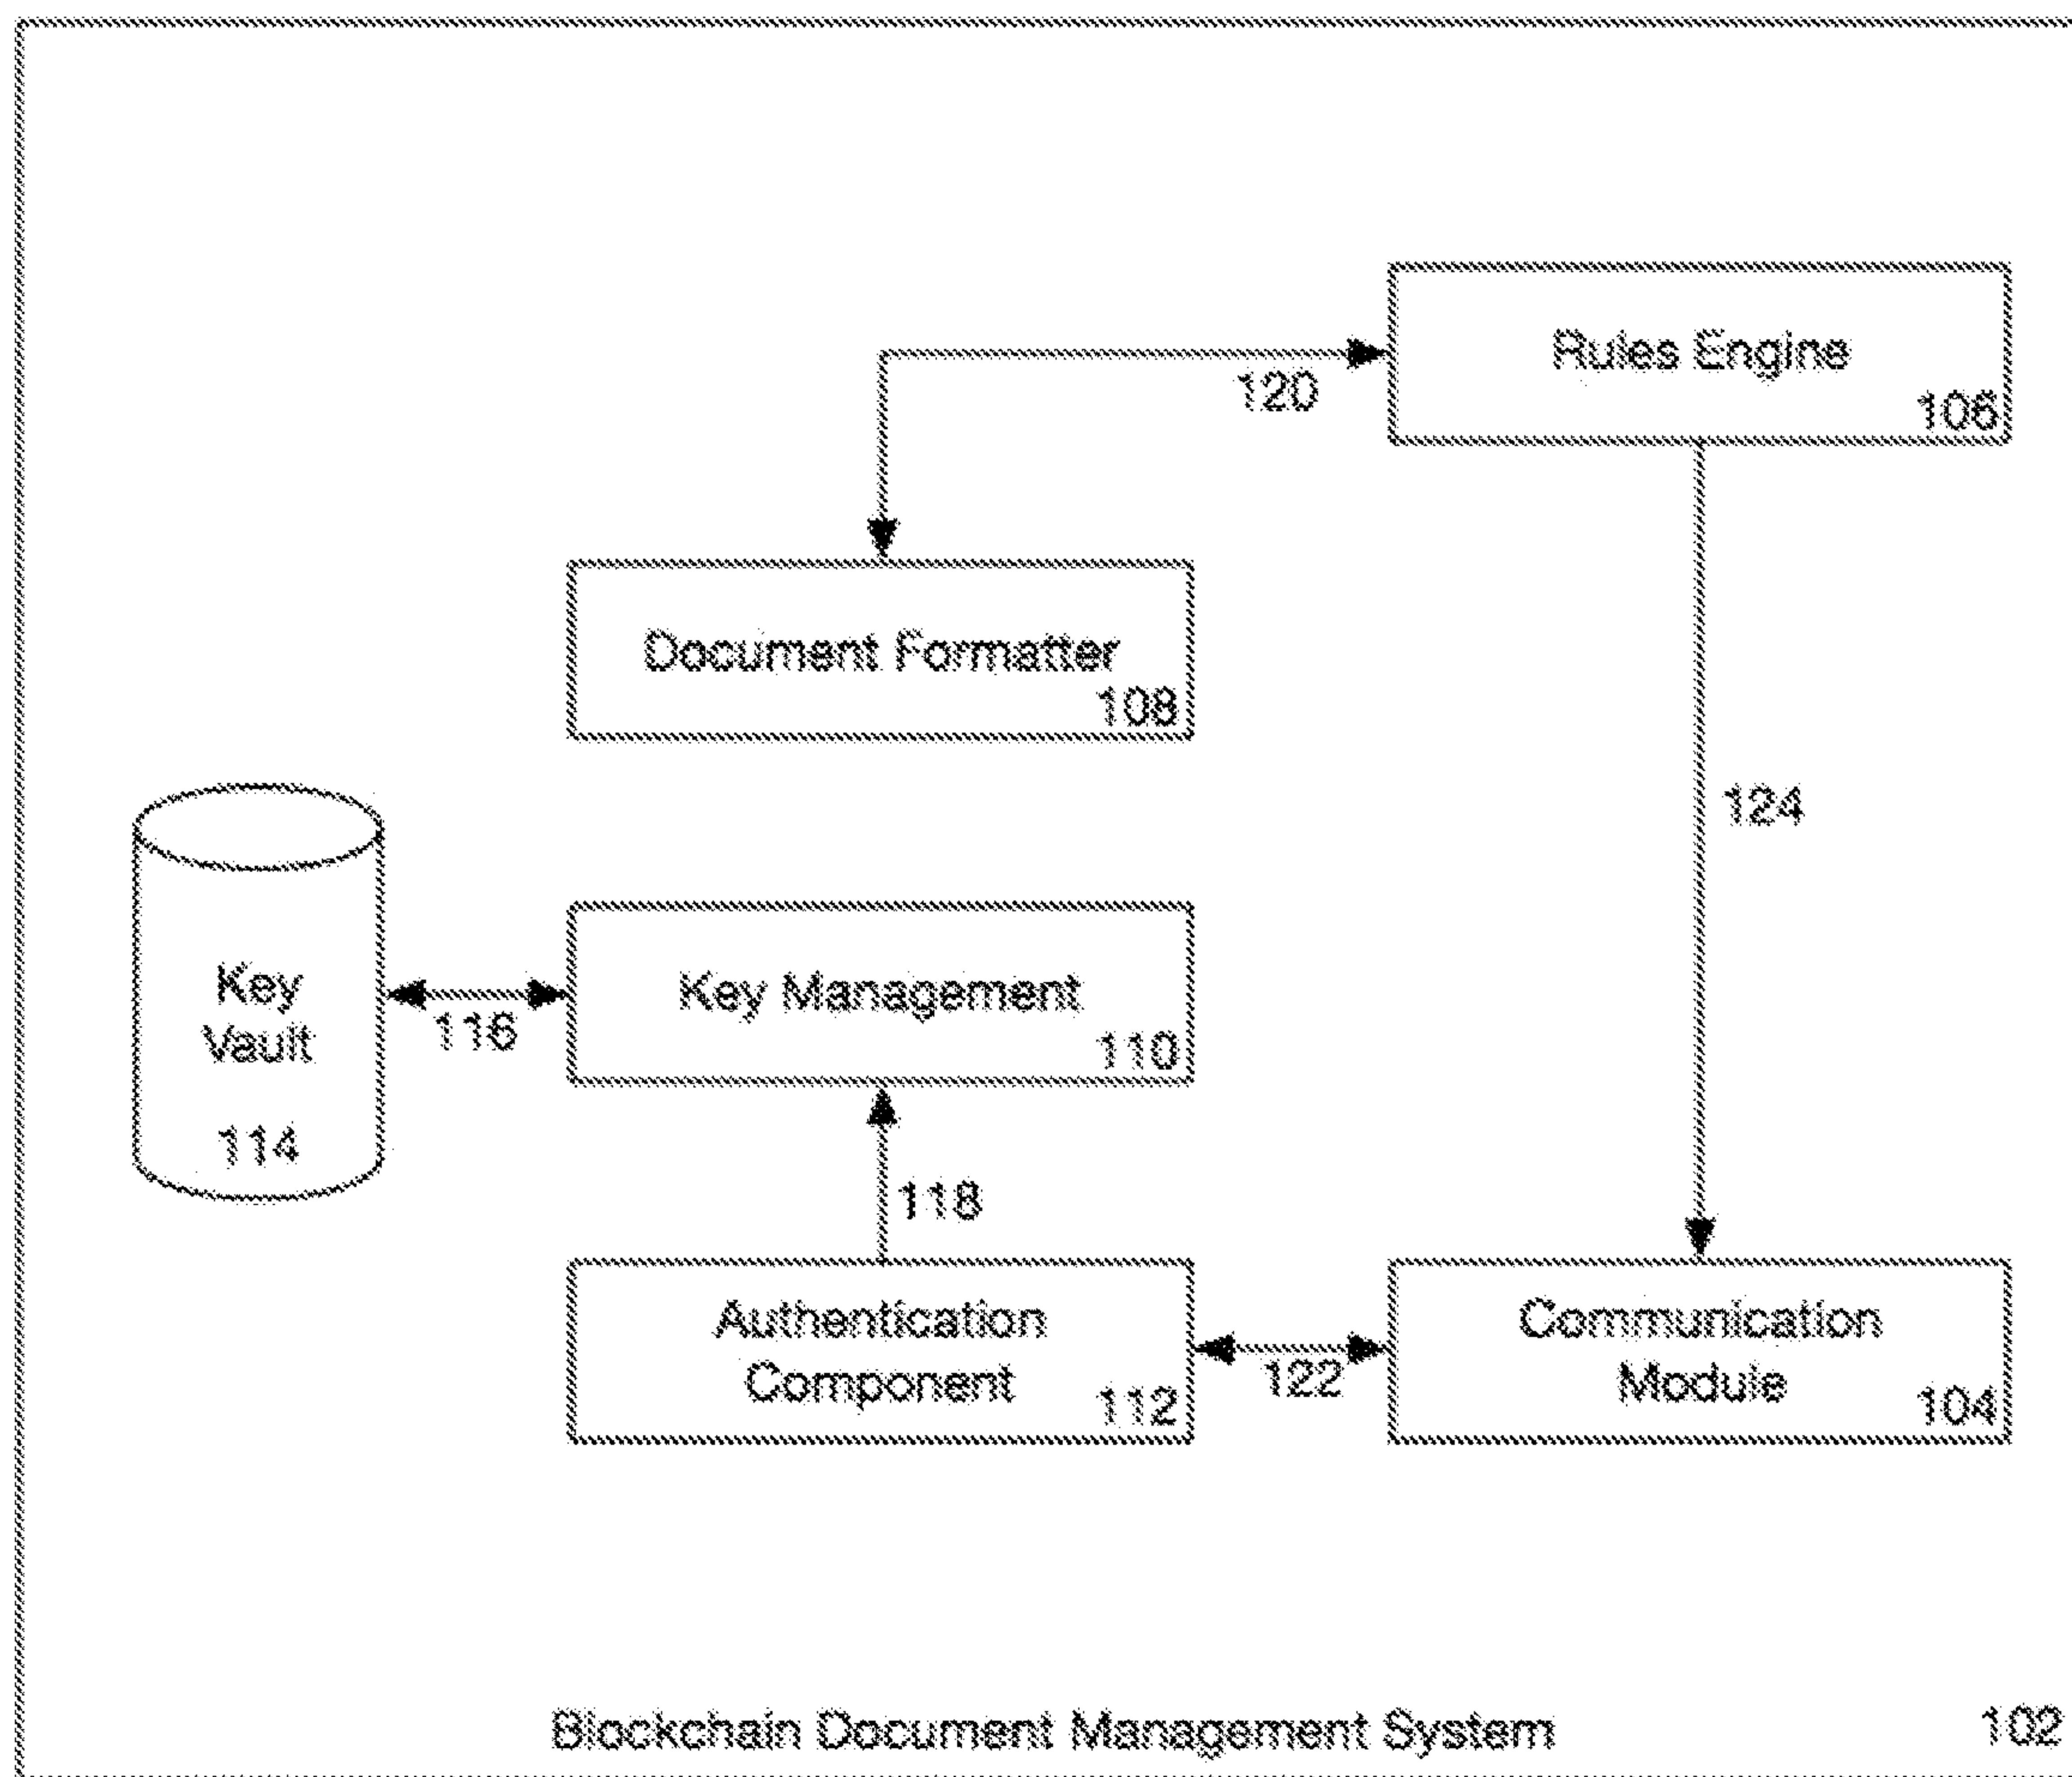 Rules Engine
106
120
Document Formatter
108
124
Key
Vault
114
116
Key Management
110
118
Authentication
Component
112
122
Communication
Module
104
Blockchain Document Management System
102